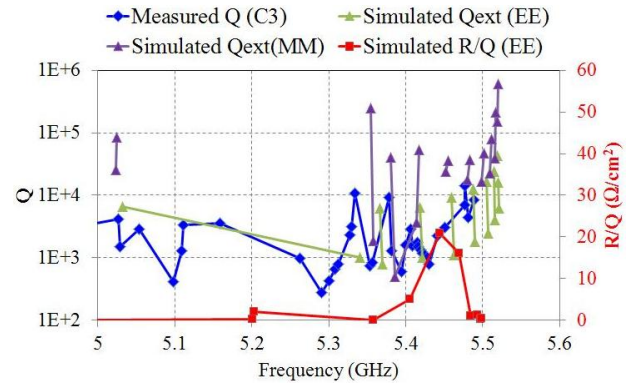 Measured Q (C3)
Simulated Qext (EE)
Simulated Qext(MM)
Simulated R/Q (EE)
1E+6
1E+5
1E+4
1E+3
1E+2
Q
60
50
40
30
20
10
0
R/Q (Ω/cm²)
5
5.1
5.2
5.3
5.4
5.5
5.6
Frequency (GHz)